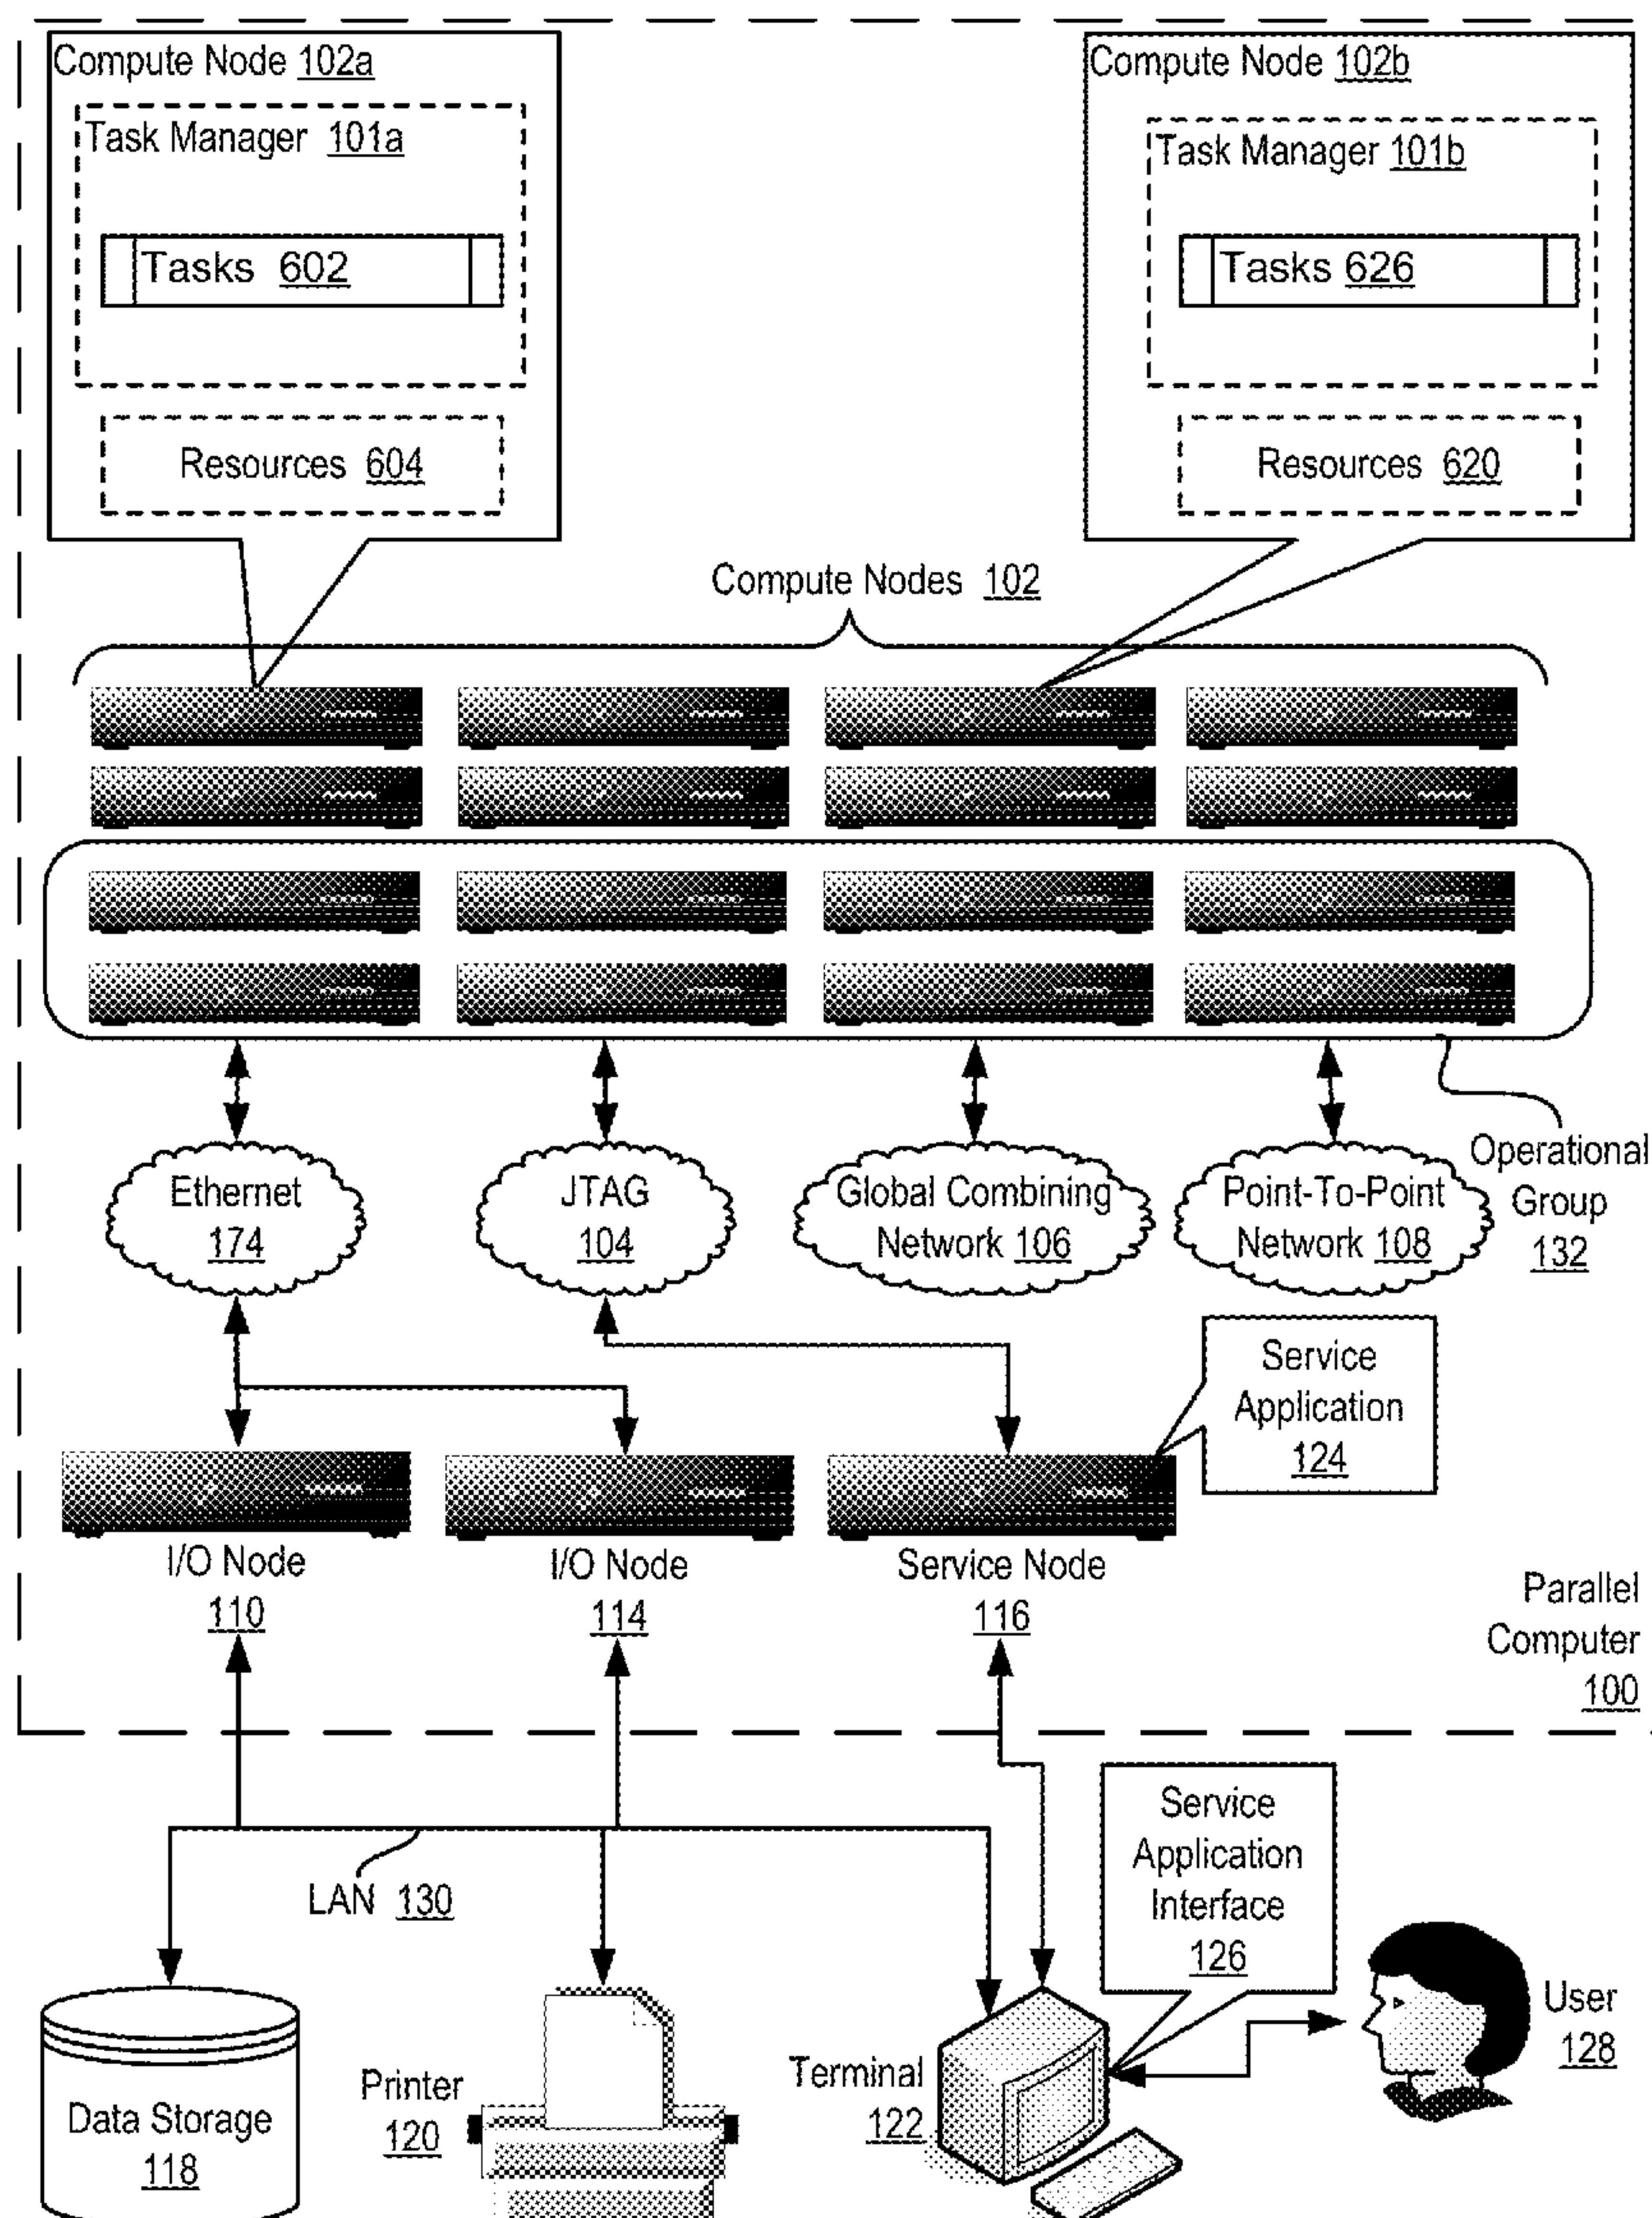 Compute Node 102a
Task Manager 101a
Tasks 602
Resources 604
Compute Node 102b
Task Manager 101b
Tasks 626
Resources 620
Compute Nodes 102
Ethernet
174
JTAG
104
Global Combining
Network 106
Point-To-Point
Network 108
Operational
Group
132
Service
Application
124
I/O Node
110
I/O Node
114
Service Node
116
Parallel
Computer
100
LAN 130
Service
Application
Interface
126
Data Storage
118
Printer
120
Terminal
122
User
128